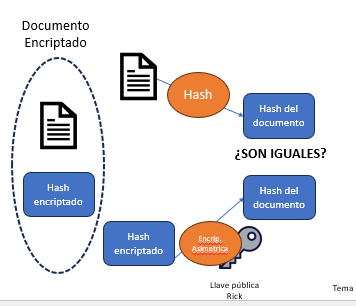 Documento
Encriptado
Hash
Hash del
documento
¿SON IGUALES?
Hash
encriptado
Hash
encriptado
Encrip.
Asimetrica
Hash del
documento
Llave pública
Rick
Tema